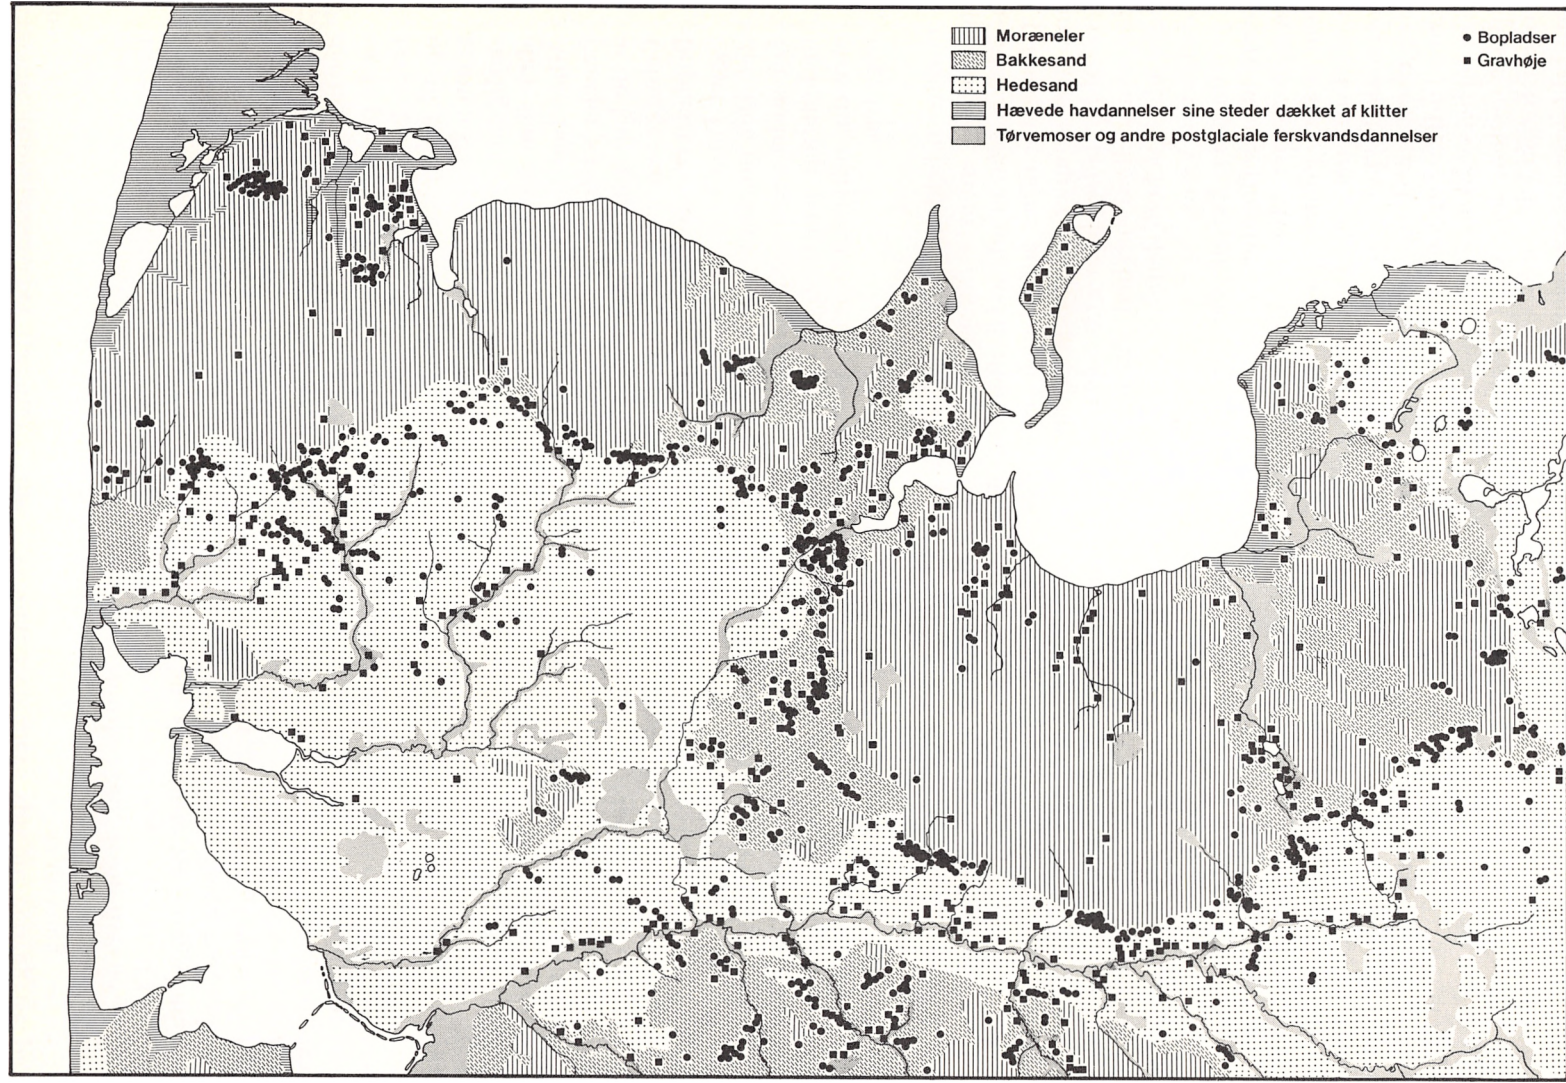 Moræneler
Bakkesand
Hedesand
Hævede havdannelser sine steder dækket af klitter
Tørvemoser og andre postglaciale ferskvandsdannelser
Bopladser
Gravhøje